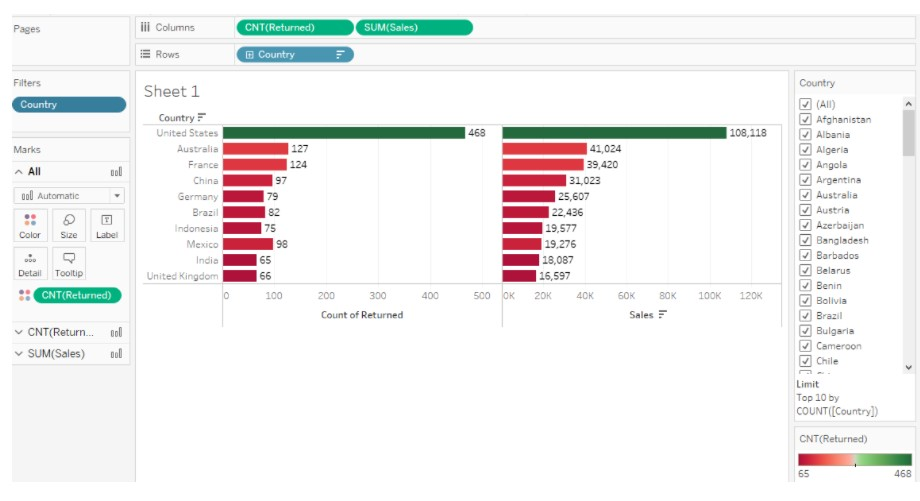 Pages
iii Columns
CNT(Returned)
SUM(Sales)
Rows
Country
Filters
Country
Marks
All
Automatic
Color
Size
Label
Detail
Tooltip
CNT(Returned)
CNT(Return...
SUM(Sales)
Sheet 1
Country
United States 468 108,118
Australia 127 41,024
France 124 39,420
China 97 31,023
Germany 79 25,607
Brazil 82 22,436
Indonesia 75 19,577
Mexico 98 19,276
India 65 18,087
United Kingdom 66 16,597
0 100 200 300 400 500 0K 20K 40K 60K 80K 100K 120K
Count of Returned
Sales
Country
(All)
Afghanistan
Albania
Algeria
Angola
Argentina
Australia
Austria
Azerbaijan
Bangladesh
Barbados
Belarus
Benin
Bolivia
Brazil
Bulgaria
Cameroon
Chile
Limit
Top 10 by
COUNT([Country])
CNT(Returned)
65 468